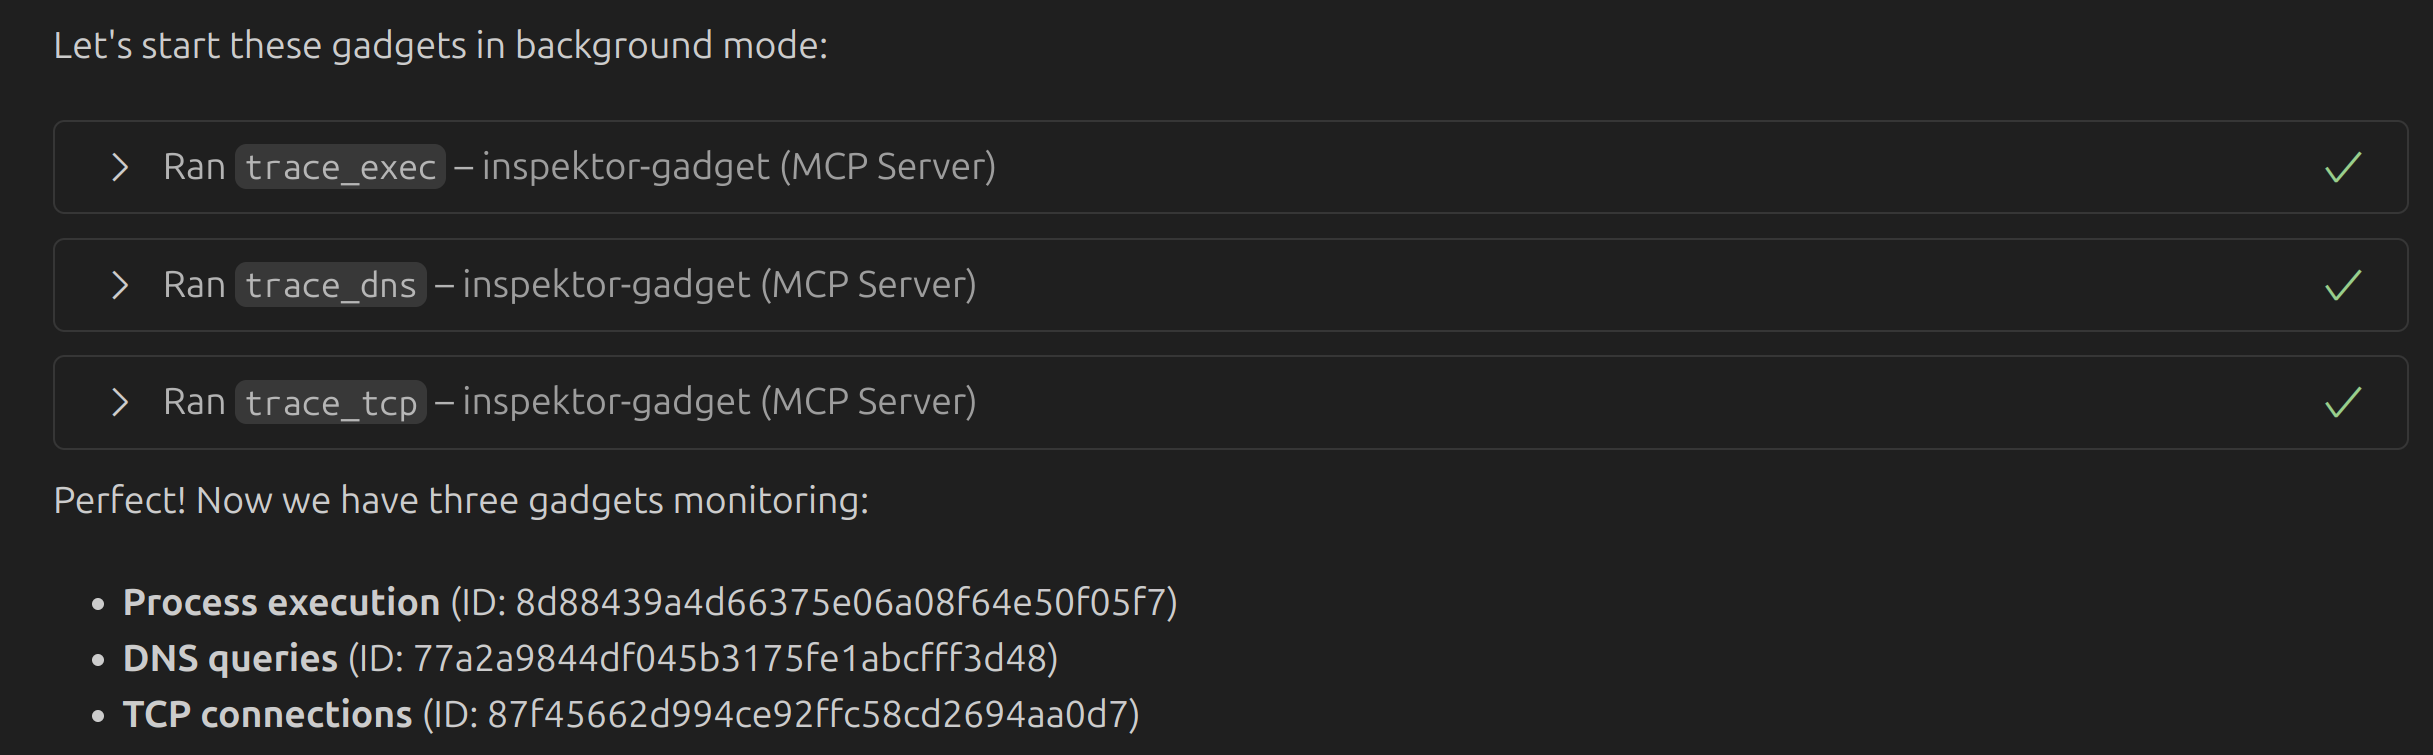 Let's start these gadgets in background mode:
Ran trace_exec – inspektor-gadget (MCP Server)
Ran trace_dns – inspektor-gadget (MCP Server)
Ran trace_tcp – inspektor-gadget (MCP Server)
Perfect! Now we have three gadgets monitoring:
• Process execution (ID: 8d88439a4d66375e06a08f64e50f05f7)
• DNS queries (ID: 77a2a9844df045b3175fe1abcfff3d48)
• TCP connections (ID: 87f45662d994ce92ffc58cd2694aa0d7)